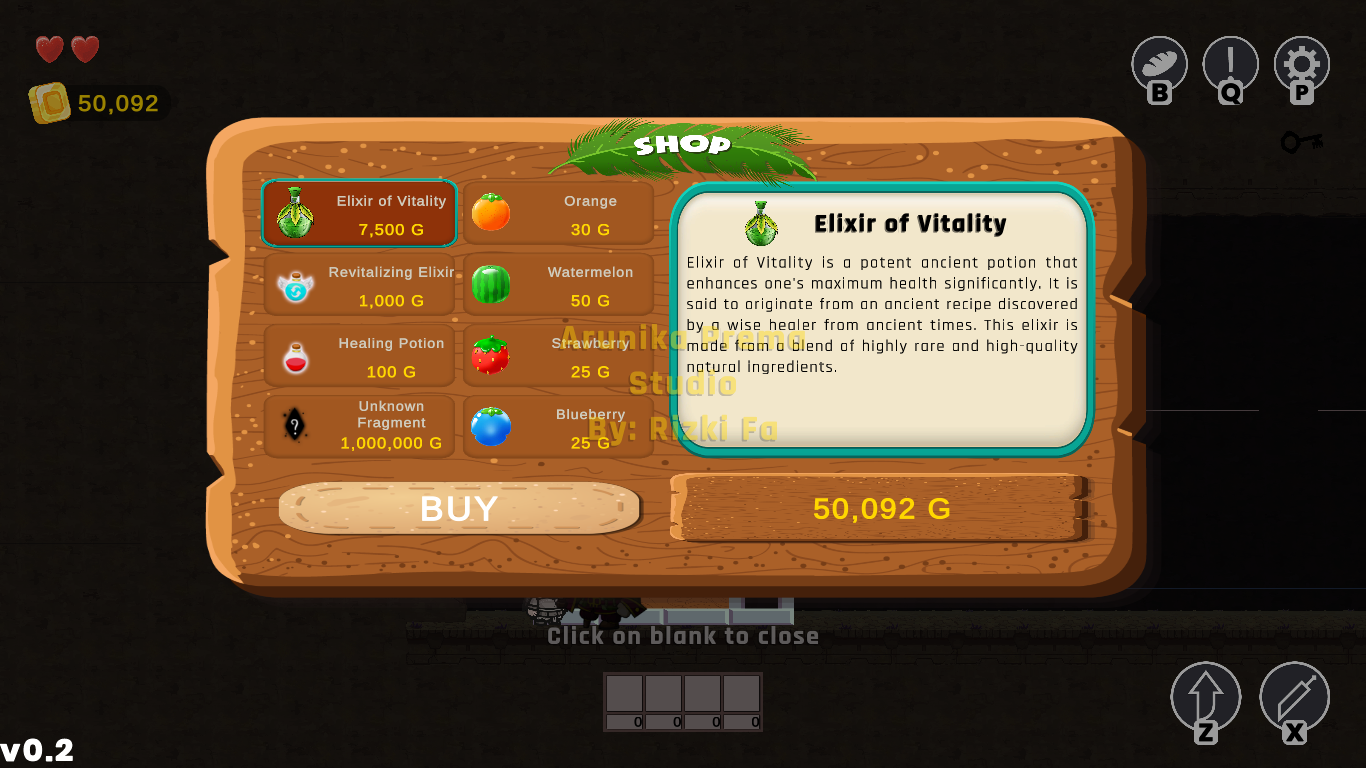 50,092
B
Q
P
SHOP
Elixir of Vitality
7,500 G
Orange
30 G
Revitalizing Elixir
1,000 G
Watermelon
50 G
Healing Potion
100 G
Strawberry
25 G
Unknown
Fragment
1,000,000 G
Blueberry
25 G
?
Elixir of Vitality
Elixir of Vitality is a potent ancient potion that
enhances one's maximum health significantly. It is
said to originate from an ancient recipe discovered
by a wise healer from ancient times. This elixir is
made from a blend of highly rare and high-quality
natural ingredients.
Arunika Prema
Studio
By: Rizki Fa
BUY
50,092 G
Click on blank to close
0 0 0 0
Z
X
v0.2